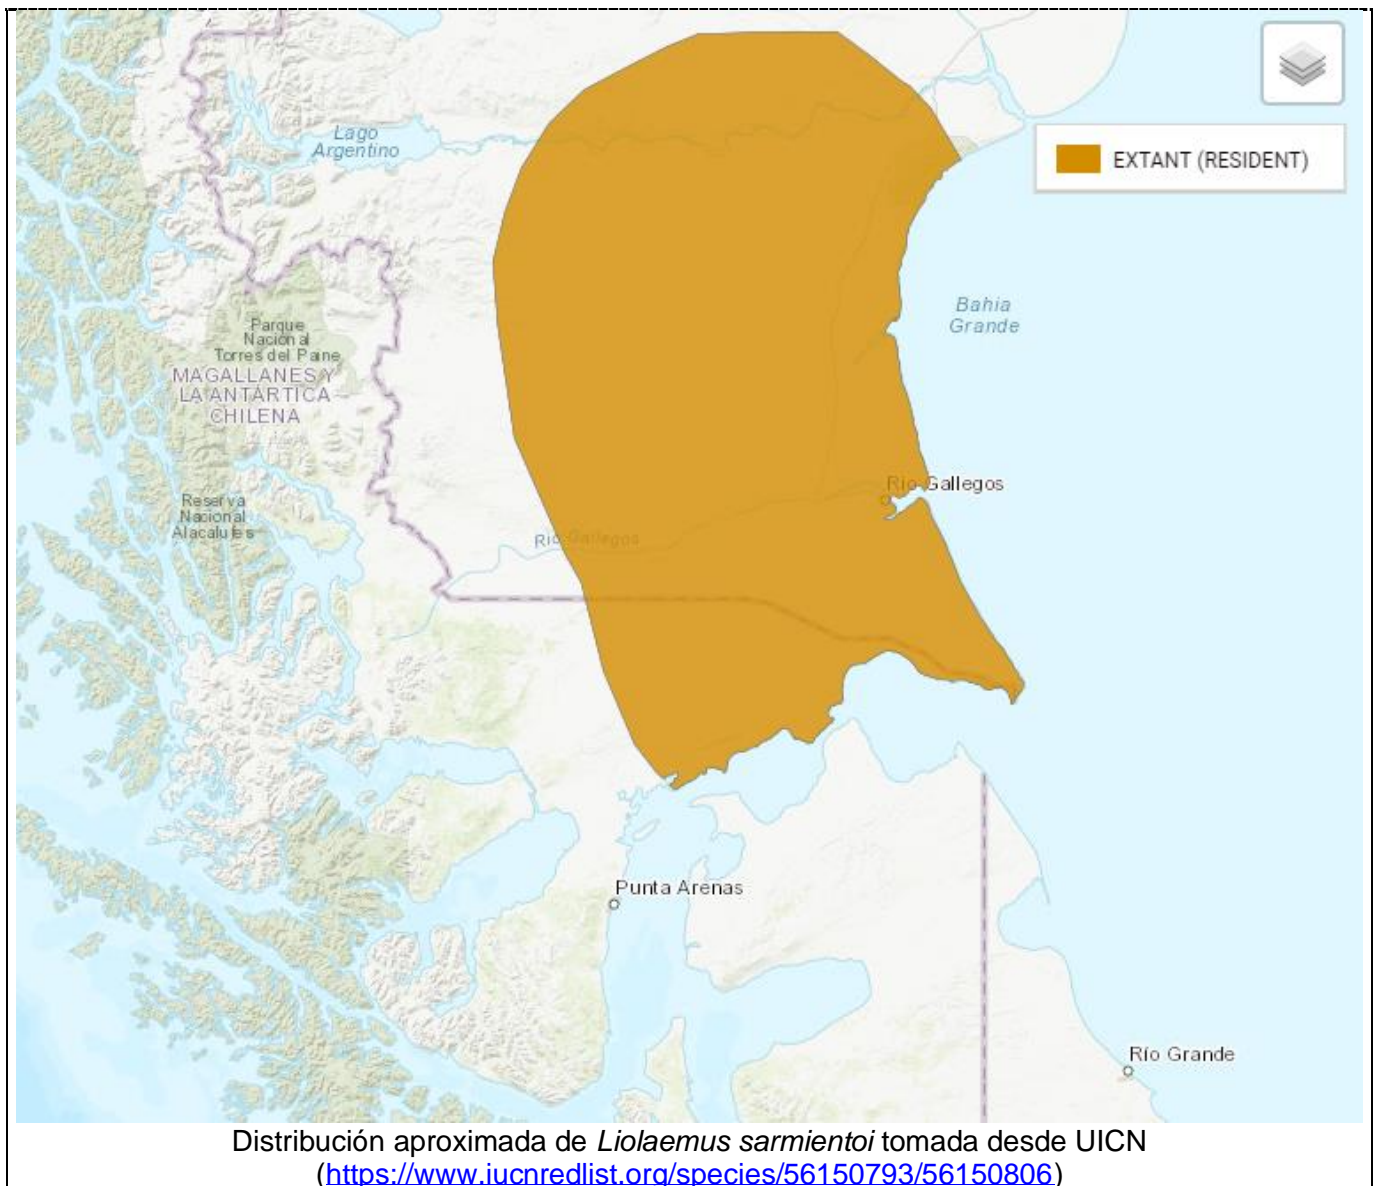 Lago
Argentino
EXTANT (RESIDENT)
Bahia
Grande
Parque
Nacional
Torres del Paine
MAGALLANES Y
LA ANTÁRTICA
CHILENA
Río Gallegos
Reserva
Nacional
Alacalufes
Río Gallegos
Punta Arenas
Río Grande
Distribución aproximada de Liolaemus sarmientoi tomada desde UICN
(https://www.iucnredlist.org/species/56150793/56150806)